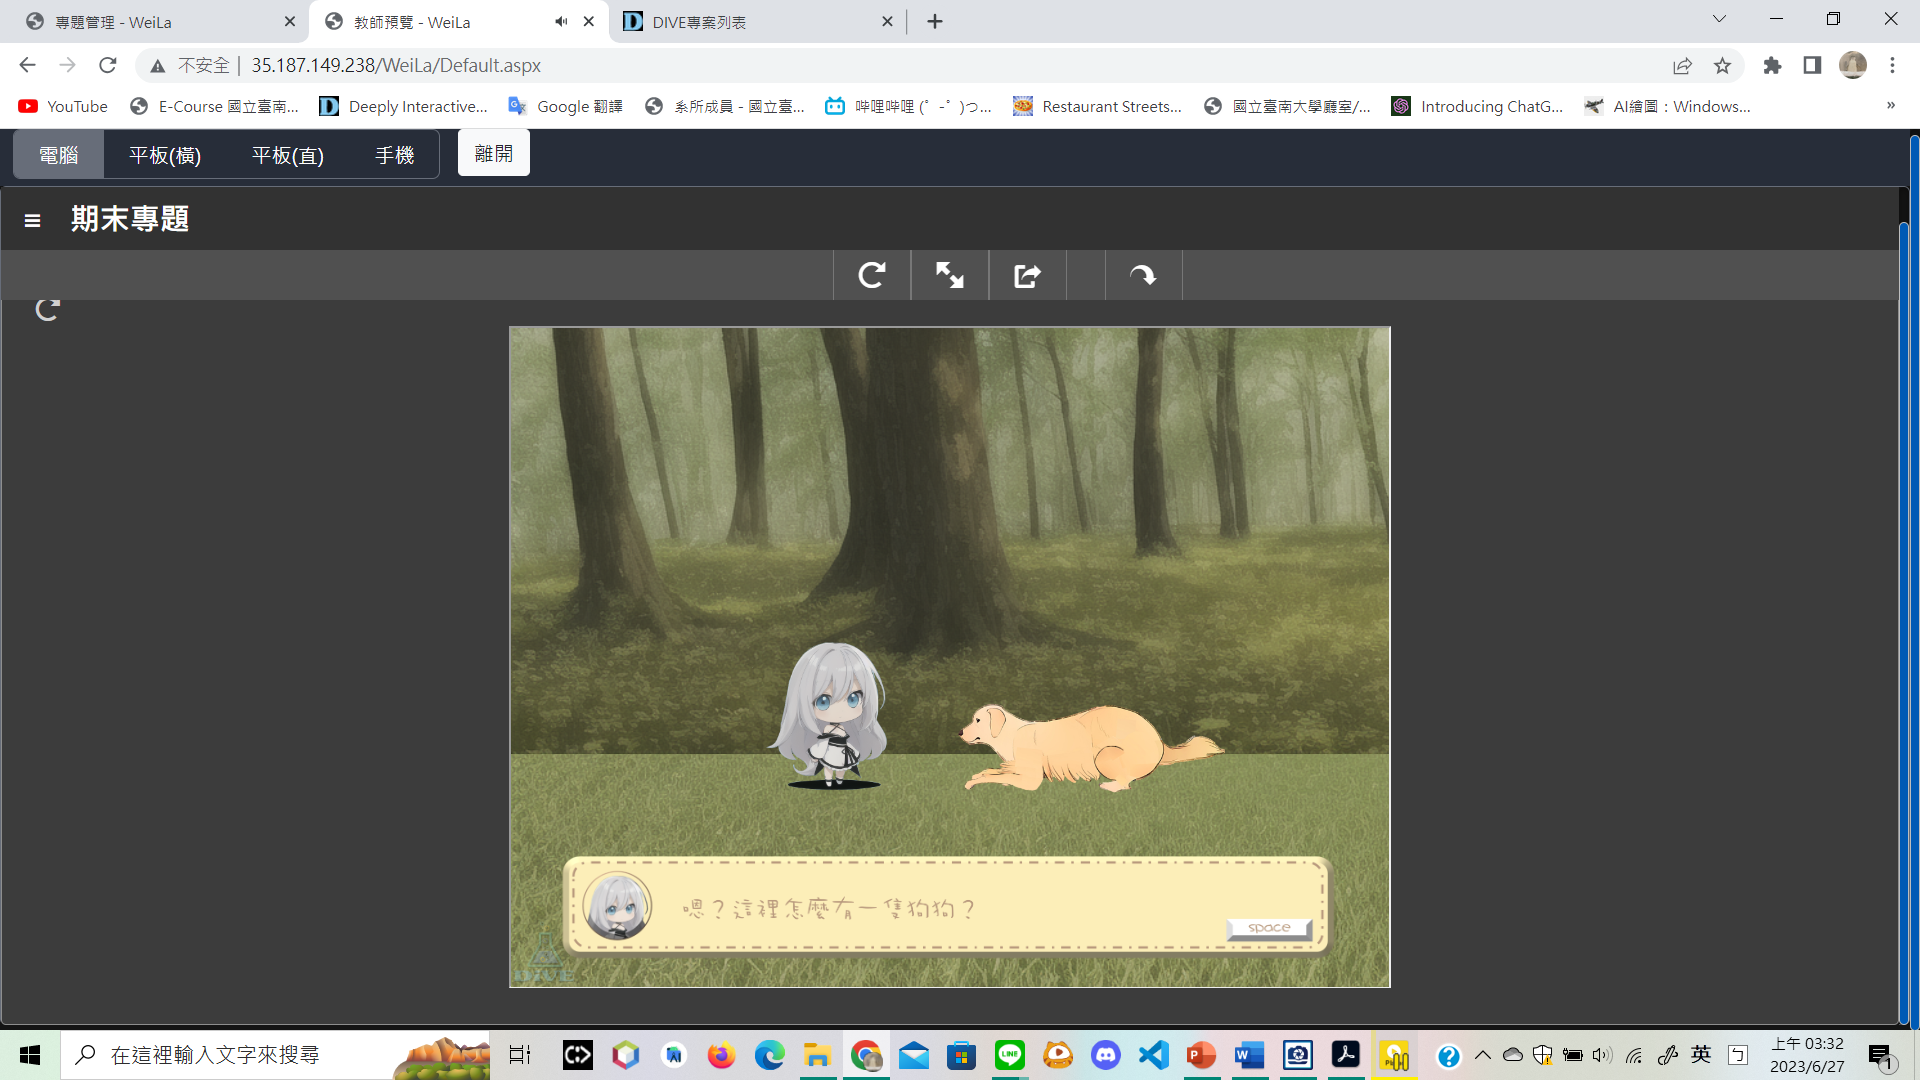 專題管理 - WeiLa
教師預覽 - WeiLa
DIVE專案列表
不安全 | 35.187.149.238/WeiLa/Default.aspx
YouTube
E-Course 國立臺南...
Deeply Interactive...
Google 翻譯
系所成員 - 國立臺...
哔哩哔哩 (゜-゜)つ...
Restaurant Streets...
國立臺南大學廳室/...
Introducing ChatG...
AI繪圖：Windows...
»
電腦
平板(橫)
平板(直)
手機
離開
期末專題
嗯？這裡怎麼有一隻狗狗？
space
DIVE
在這裡輸入文字來搜尋
英
ㄅ
上午 03:32
2023/6/27
1